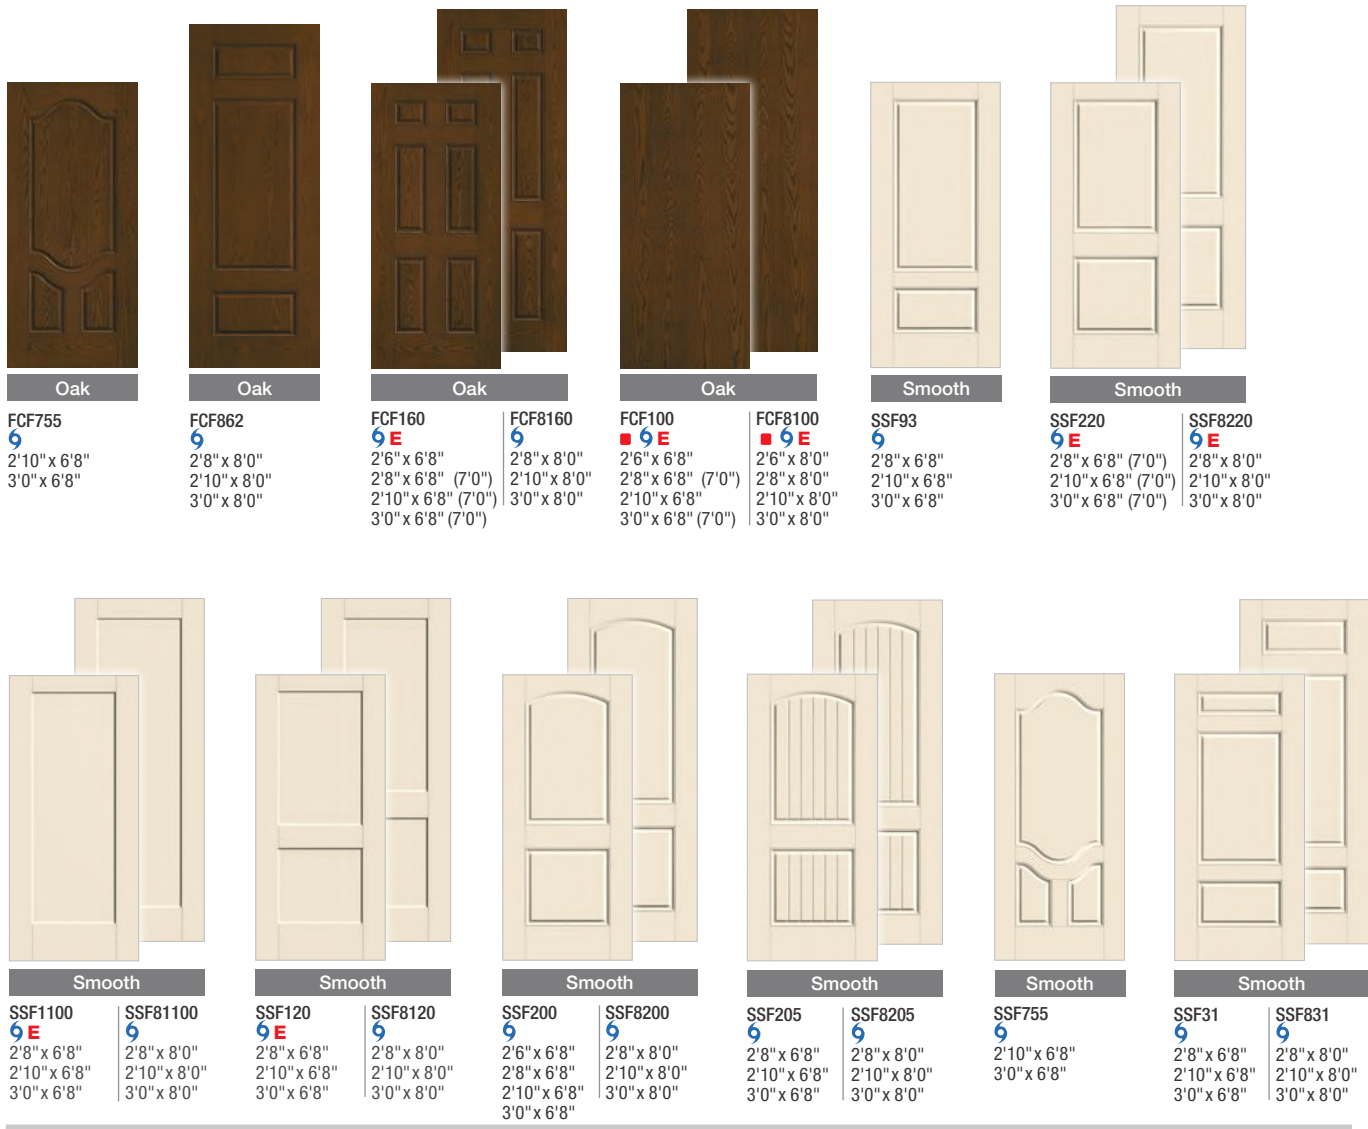 Oak
FCF755
2'10" x 6'8"
3'0" x 6'8"
Oak
FCF862
2'8" x 8'0"
2'10" x 8'0"
3'0" x 8'0"
Oak
FCF160
E
2'6" x 6'8"
2'8" x 6'8" (7'0")
2'10" x 6'8" (7'0")
3'0" x 6'8" (7'0")
FCF8160
2'8" x 8'0"
2'10" x 8'0"
3'0" x 8'0"
Oak
FCF100
E
2'6" x 6'8"
2'8" x 6'8" (7'0")
2'10" x 6'8"
3'0" x 6'8" (7'0")
FCF8100
E
2'6" x 8'0"
2'8" x 8'0"
2'10" x 8'0"
3'0" x 8'0"
Smooth
SSF93
2'8" x 6'8"
2'10" x 6'8"
3'0" x 6'8"
Smooth
SSF220
E
2'8" x 6'8" (7'0")
2'10" x 6'8" (7'0")
3'0" x 6'8" (7'0")
SSF8220
E
2'8" x 8'0"
2'10" x 8'0"
3'0" x 8'0"
Smooth
SSF1100
E
2'8" x 6'8"
2'10" x 6'8"
3'0" x 6'8"
SSF81100
2'8" x 8'0"
2'10" x 8'0"
3'0" x 8'0"
Smooth
SSF120
E
2'8" x 6'8"
2'10" x 6'8"
3'0" x 6'8"
SSF8120
2'8" x 8'0"
2'10" x 8'0"
3'0" x 8'0"
Smooth
SSF200
2'6" x 6'8"
2'8" x 6'8"
2'10" x 6'8"
3'0" x 6'8"
SSF8200
2'8" x 8'0"
2'10" x 8'0"
3'0" x 8'0"
Smooth
SSF205
2'8" x 6'8"
2'10" x 6'8"
3'0" x 6'8"
SSF8205
2'8" x 8'0"
2'10" x 8'0"
3'0" x 8'0"
Smooth
SSF755
2'10" x 6'8"
3'0" x 6'8"
Smooth
SSF31
2'8" x 6'8"
2'10" x 6'8"
3'0" x 6'8"
SSF831
2'8" x 8'0"
2'10" x 8'0"
3'0" x 8'0"